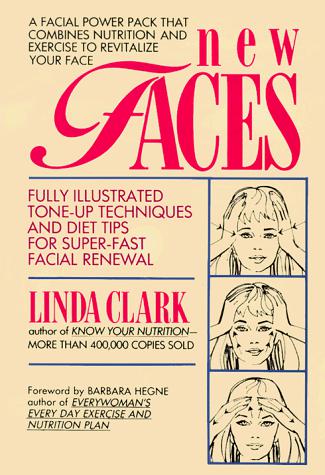 A FACIAL POWER PACK THAT
COMBINES NUTRITION AND
EXERCISE TO REVITALIZE
YOUR FACE
new
FACES
FULLY ILLUSTRATED
TONE-UP TECHNIQUES
AND DIET TIPS
FOR SUPER-FAST
FACIAL RENEWAL
LINDA CLARK
author of KNOW YOUR NUTRITION—
MORE THAN 400,000 COPIES SOLD
Foreword by BARBARA HEGNE
author of EVERYWOMAN'S
EVERY DAY EXERCISE AND
NUTRITION PLAN